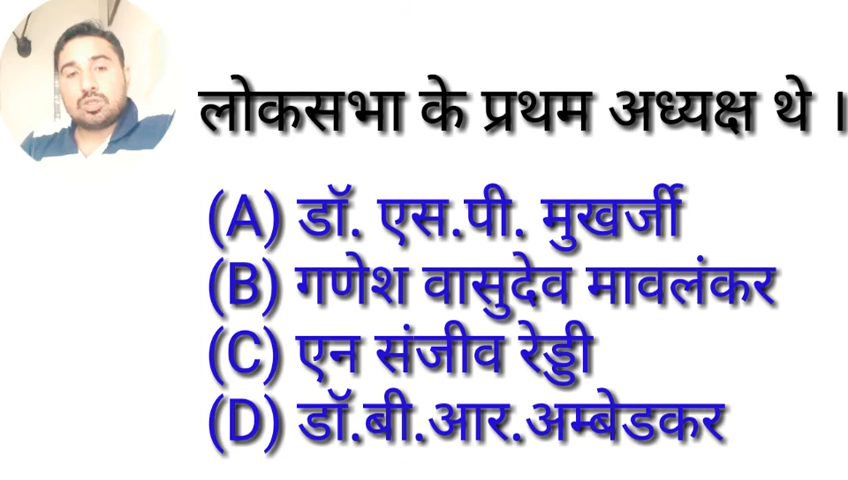 लोकसभा के प्रथम अध्यक्ष थे ।
(A) डॉ. एस.पी. मुखर्जी
(B) गणेश वासुदेव मावलंकर
(C) एन संजीव रेड्डी
(D) डॉ.बी.आर.अम्बेडकर